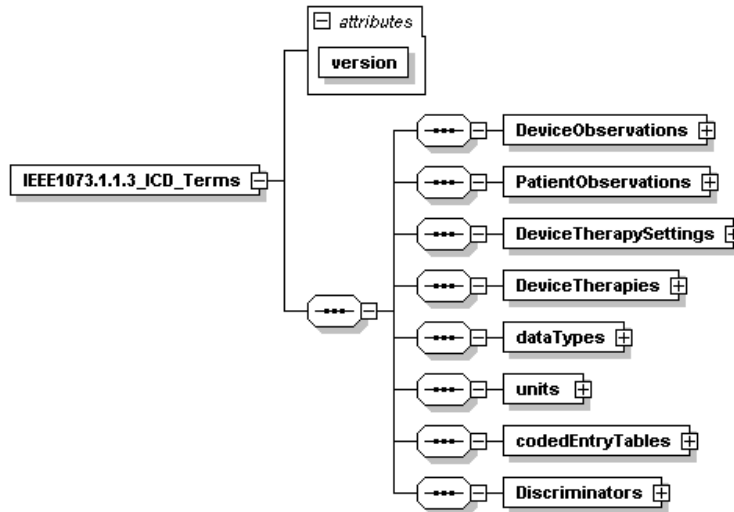 attributes
version
IEEE1073.1.1.3_ICD_Terms
DeviceObservations
PatientObservations
DeviceTherapySettings
DeviceTherapies
dataTypes
units
codedEntryTables
Discriminators